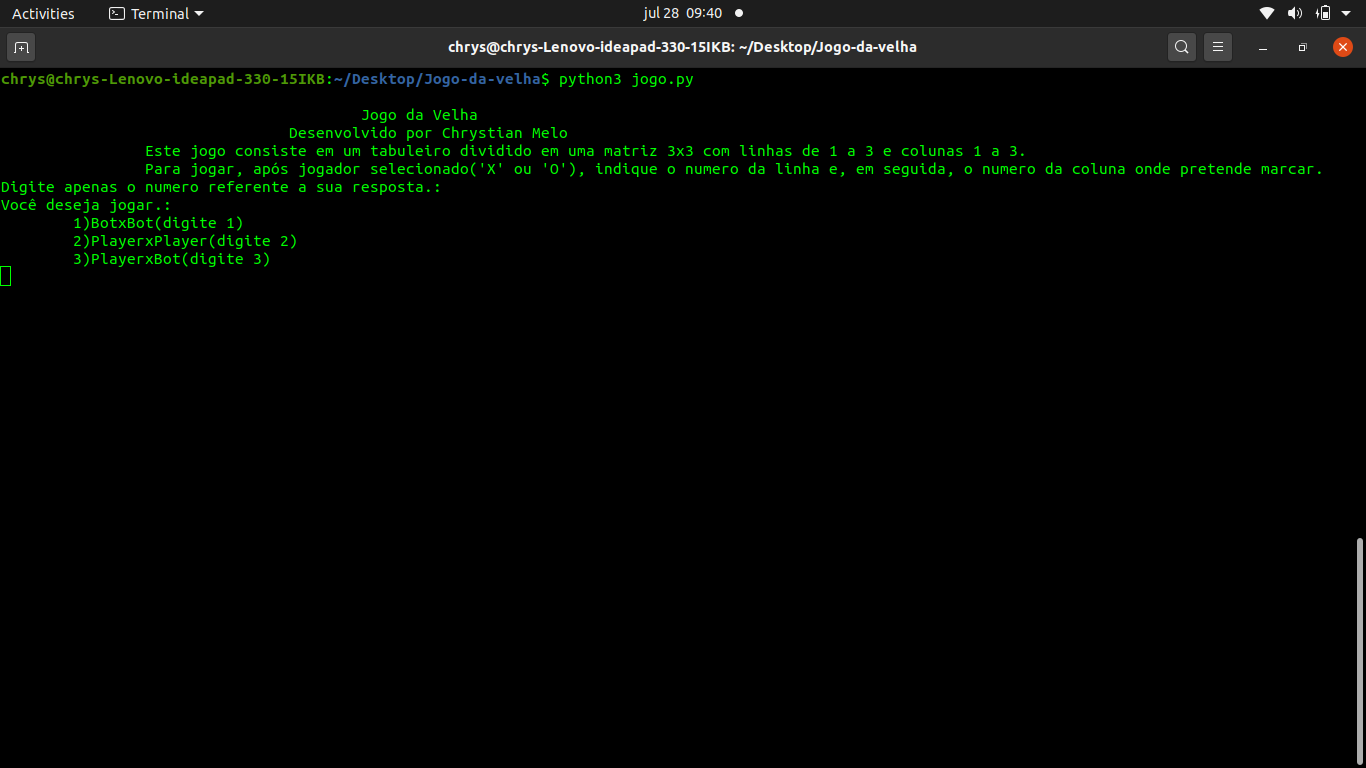 Activities Terminal jul 28 09:40
chrys@chrys-Lenovo-ideapad-330-15IKB: ~/Desktop/Jogo-da-velha
chrys@chrys-Lenovo-ideapad-330-15IKB:~/Desktop/Jogo-da-velha$ python3 jogo.py
Jogo da Velha
Desenvolvido por Chrystian Melo
Este jogo consiste em um tabuleiro dividido em uma matriz 3x3 com linhas de 1 a 3 e colunas 1 a 3.
Para jogar, após jogador selecionado('X' ou 'O'), indique o numero da linha e, em seguida, o numero da coluna onde pretende marcar.
Digite apenas o numero referente a sua resposta.:
Você deseja jogar.:
1)BotxBot(digite 1)
2)PlayerxPlayer(digite 2)
3)PlayerxBot(digite 3)